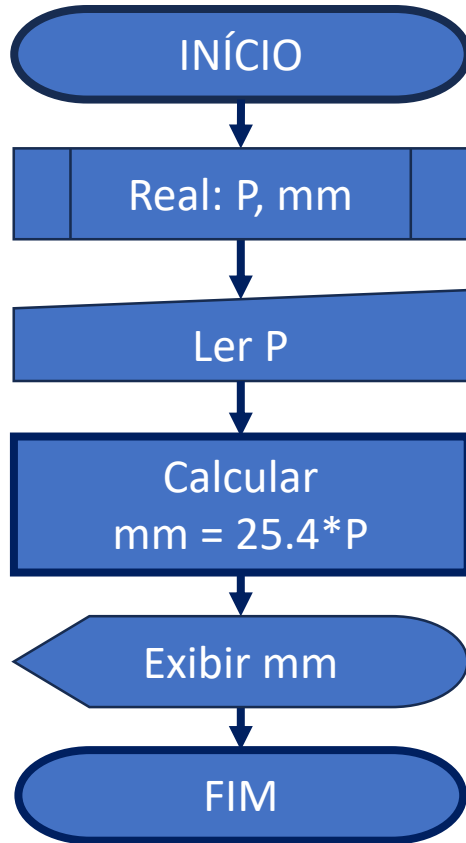 INÍCIO
Real: P, mm
Ler P
Calcular
mm = 25.4*P
Exibir mm
FIM